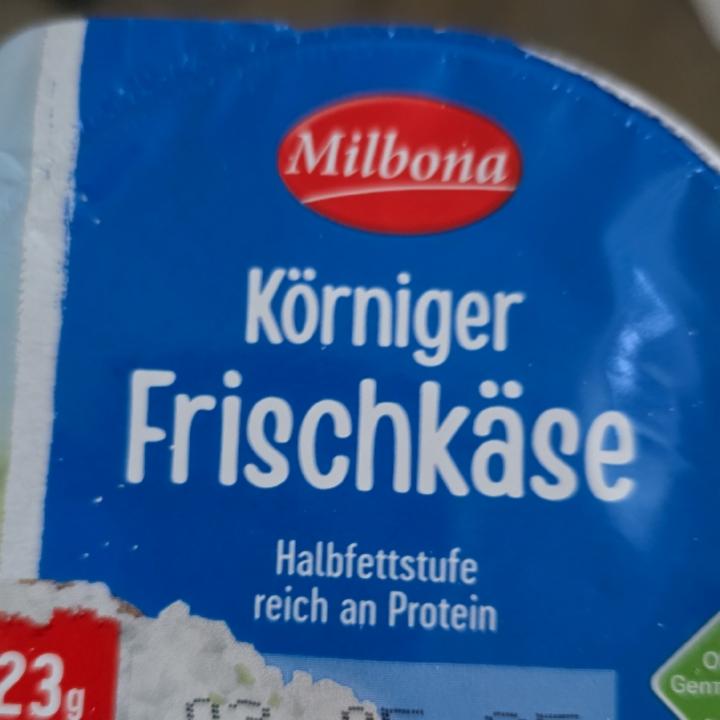 Milbona
Körniger
Frischkäse
Halbfettstufe
reich an Protein
23g